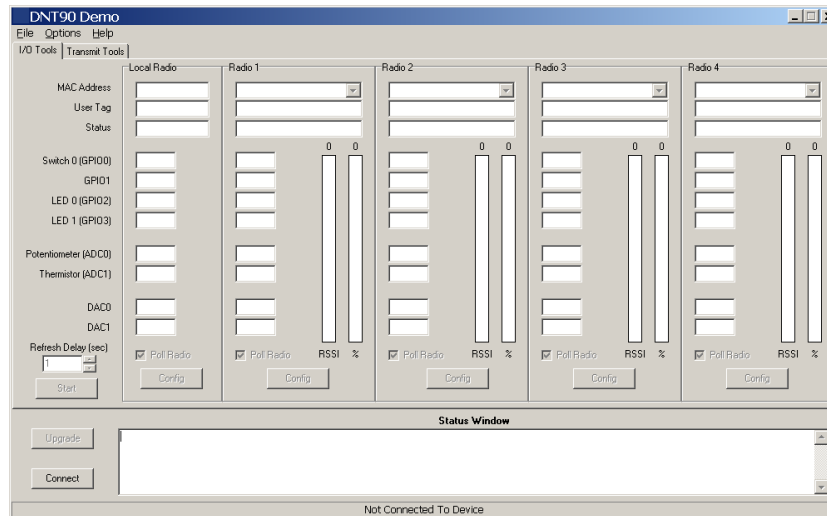 DNT90 Demo
File Options Help
I/O Tools Transmit Tools
Local Radio Radio 1 Radio 2 Radio 3 Radio 4
MAC Address
User Tag
Status
0 0 0 0 0 0 0 0
Switch 0 (GPIO0)
GPIO1
LED 0 (GPIO2)
LED 1 (GPIO3)
Potentiometer (ADC0)
Thermistor (ADC1)
DAC0
DAC1
Refresh Delay (sec)
Poll Radio Poll Radio RSSI % Poll Radio RSSI % Poll Radio RSSI % Poll Radio RSSI %
1
Config Config Config Config Config
Start
Status Window
Upgrade
Connect
Not Connected To Device